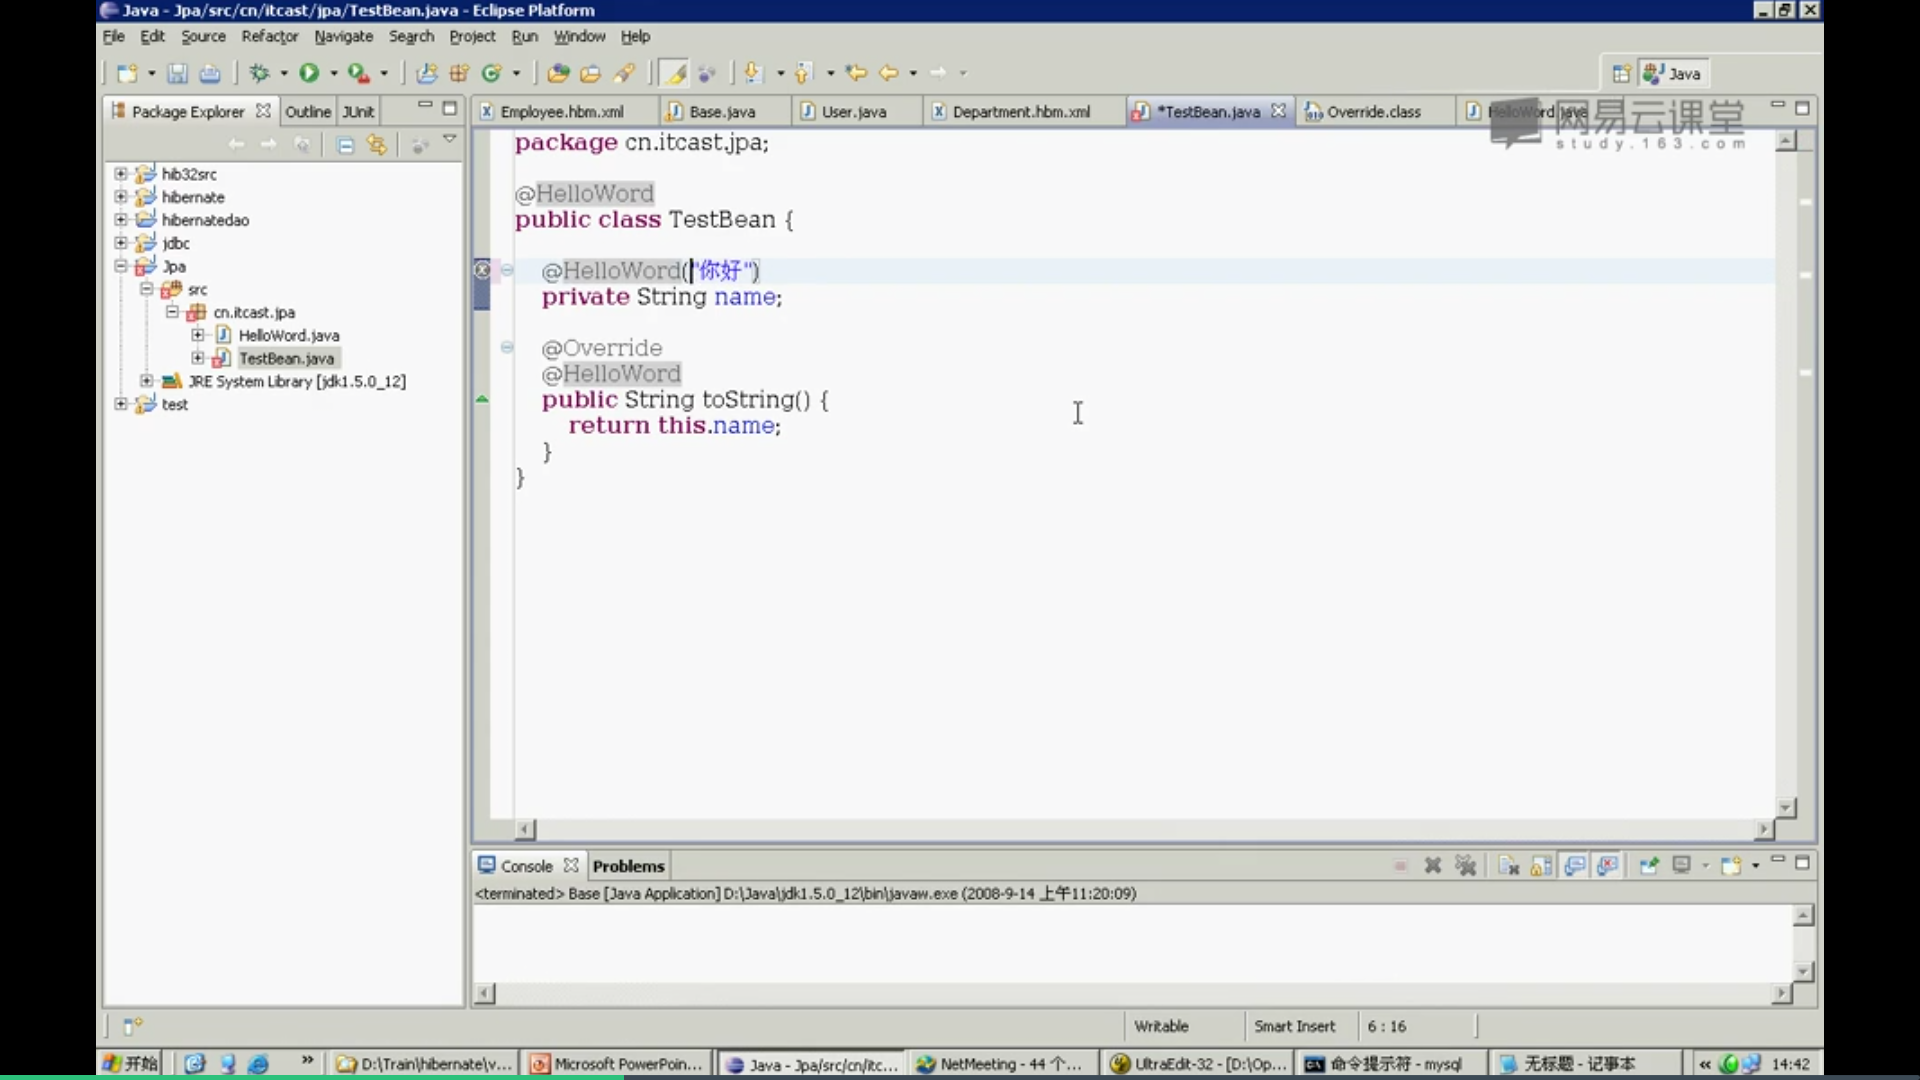 Java - Jpa/src/cn/itcast/jpa/TestBean.java - Eclipse Platform
File Edit Source Refactor Navigate Search Project Run Window Help
Java
Package Explorer Outline JUnit
Employee.hbm.xml Base.java User.java Department.hbm.xml *TestBean.java Override.class HelloWord.java
网易云课堂
study.163.com
hib32src
hibernate
hibernatedao
jdbc
Jpa
src
cn.itcast.jpa
HelloWord.java
TestBean.java
JRE System Library [jdk1.5.0_12]
test
package cn.itcast.jpa;
@HelloWord
public class TestBean {
@HelloWord("你好")
private String name;
@Override
@HelloWord
public String toString() {
return this.name;
}
}
Console Problems
<terminated> Base [Java Application] D:\Java\jdk1.5.0_12\bin\javaw.exe (2008-9-14 上午11:20:09)
Writable Smart Insert 6 : 16
开始 » D:\Train\hibernate\v... Microsoft PowerPoin... Java - Jpa/src/cn/itc... NetMeeting - 44 个... UltraEdit-32 - [D:\Op... 命令提示符 - mysql 无标题 - 记事本 « 14:42